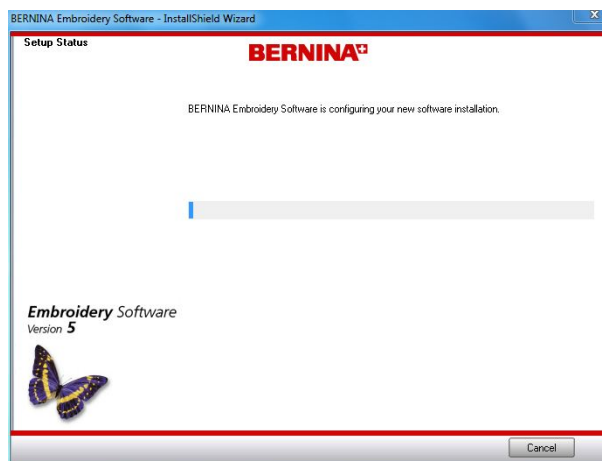 BERNINA Embroidery Software - InstallShield Wizard
Setup Status
BERNINA
BERNINA Embroidery Software is configuring your new software installation.
Embroidery Software
Version 5
Cancel